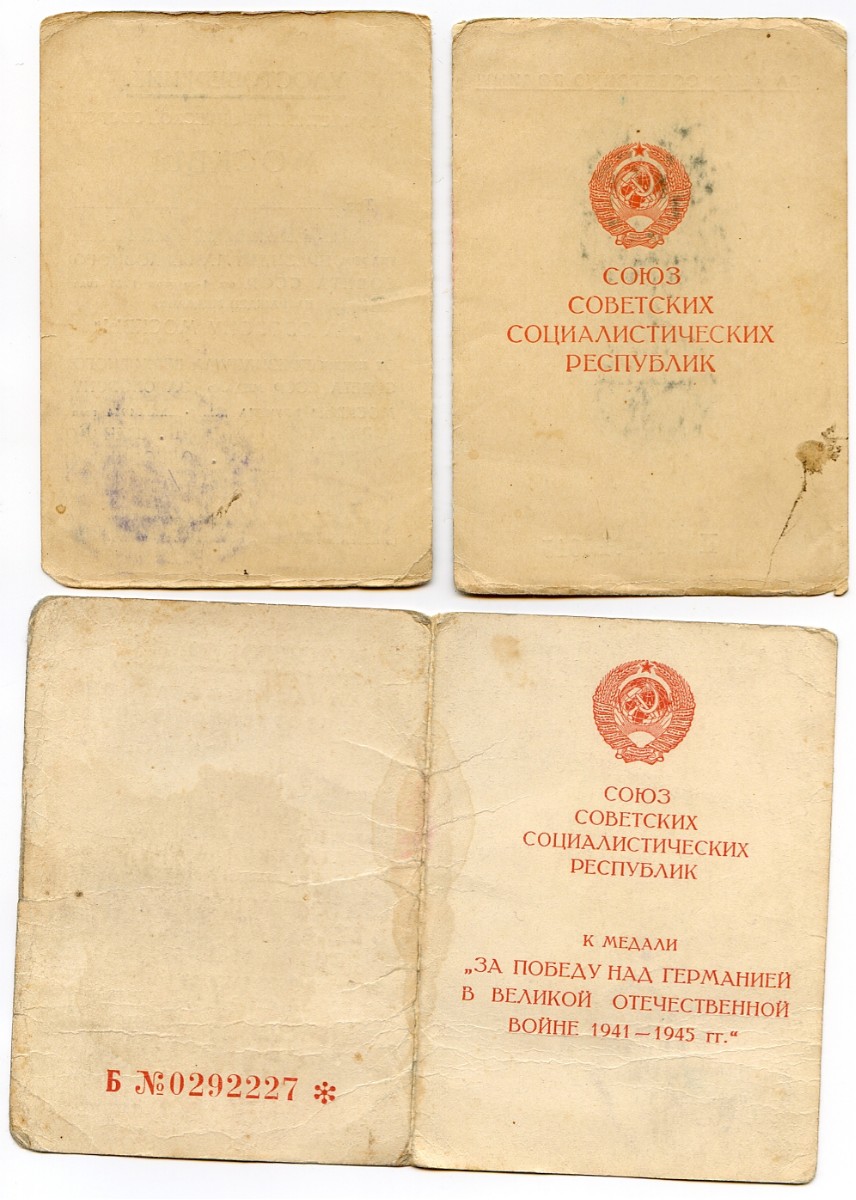 СОЮЗ
СОВЕТСКИХ
СОЦИАЛИСТИЧЕСКИХ
РЕСПУБЛИК
СОЮЗ
СОВЕТСКИХ
СОЦИАЛИСТИЧЕСКИХ
РЕСПУБЛИК
К МЕДАЛИ
„ЗА ПОБЕДУ НАД ГЕРМАНИЕЙ
В ВЕЛИКОЙ ОТЕЧЕСТВЕННОЙ
ВОЙНЕ 1941—1945 гг.“
Б №0292227 *